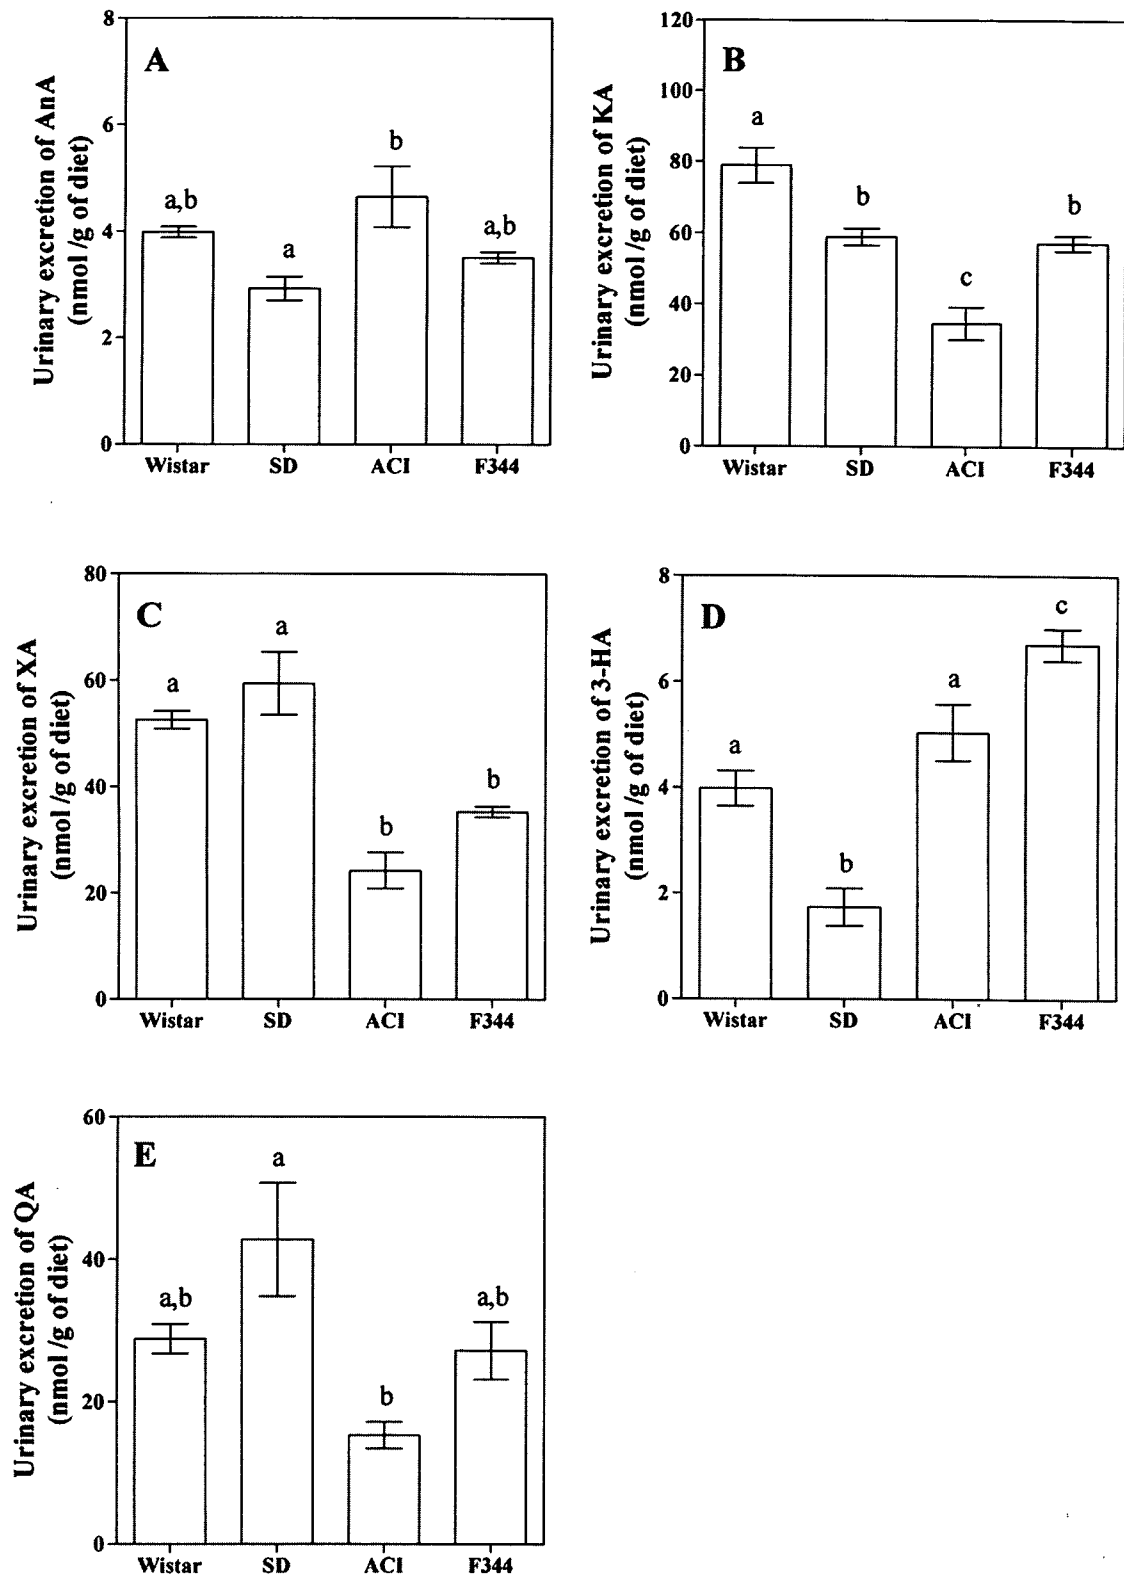 A
Urinary excretion of AnA
(nmol /g of diet)
8
6
4
2
0
a,b
a
b
a,b
Wistar SD ACI F344
B
Urinary excretion of KA
(nmol /g of diet)
120
100
80
60
40
20
0
a
b
c
b
Wistar SD ACI F344
C
Urinary excretion of XA
(nmol /g of diet)
80
60
40
20
0
a
a
b
b
Wistar SD ACI F344
D
Urinary excretion of 3-HA
(nmol /g of diet)
8
6
4
2
0
a
b
a
c
Wistar SD ACI F344
E
Urinary excretion of QA
(nmol /g of diet)
60
40
20
0
a,b
a
b
a,b
Wistar SD ACI F344